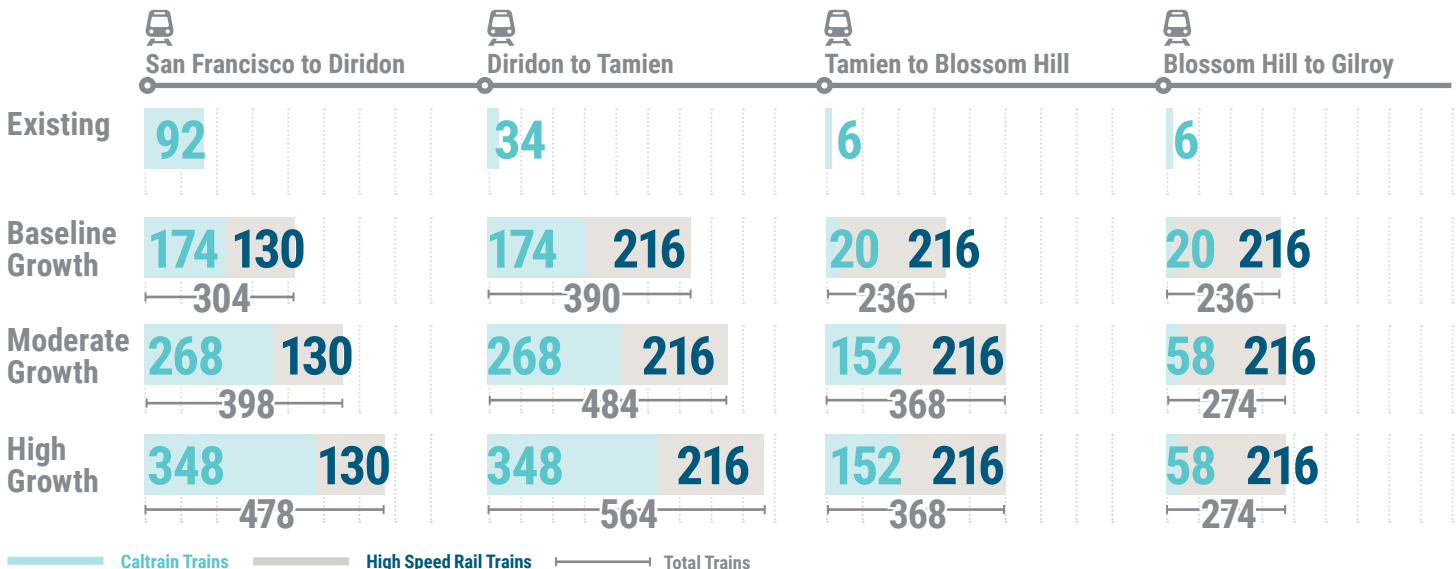 San Francisco to Diridon
Diridon to Tamien
Tamien to Blossom Hill
Blossom Hill to Gilroy
Existing
92
34
6
6
Baseline
Growth
174 130
304
174 216
390
20 216
236
20 216
236
Moderate
Growth
268 130
398
268 216
484
152 216
368
58 216
274
High
Growth
348 130
478
348 216
564
152 216
368
58 216
274
Caltrain Trains
High Speed Rail Trains
Total Trains